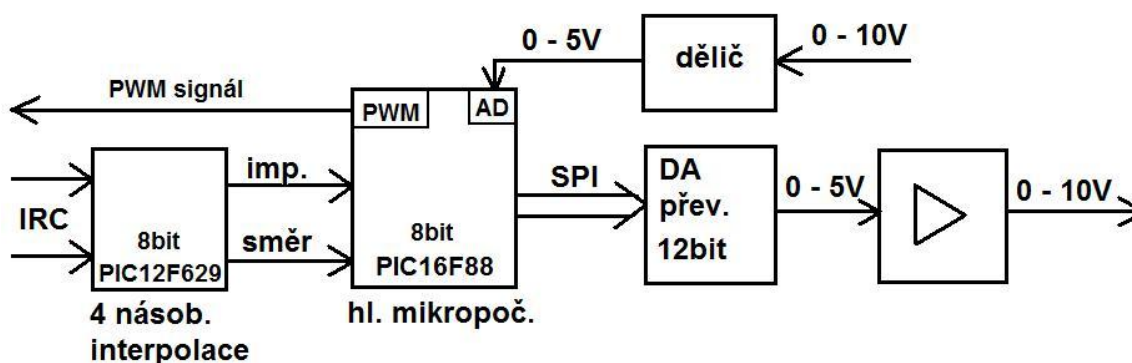 0 - 5V
dělič
0 - 10V
PWM signál
PWM
AD
IRC
8bit
PIC12F629
4 násob.
interpolace
imp.
směr
8bit
PIC16F88
hl. mikropoč.
SPI
DA
přev.
12bit
0 - 5V
0 - 10V